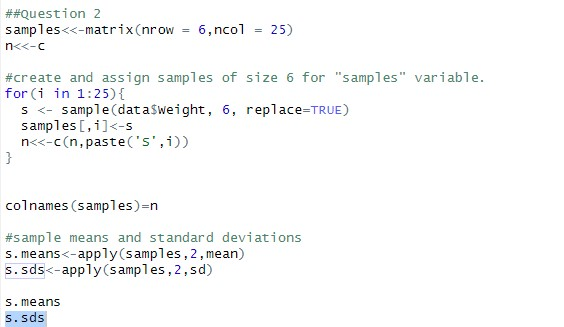 ##Question 2
samples<<-matrix(nrow = 6,ncol = 25)
n<<-c
#create and assign samples of size 6 for "samples" variable.
for(i in 1:25){
s <- sample(data$weight, 6, replace=TRUE)
samples[,i]<-s
n<<-c(n,paste('s',i))
}
colnames(samples)=n
#sample means and standard deviations
s.means<-apply(samples,2,mean)
s.sds<-apply(samples,2,sd)
s.means
s.sds